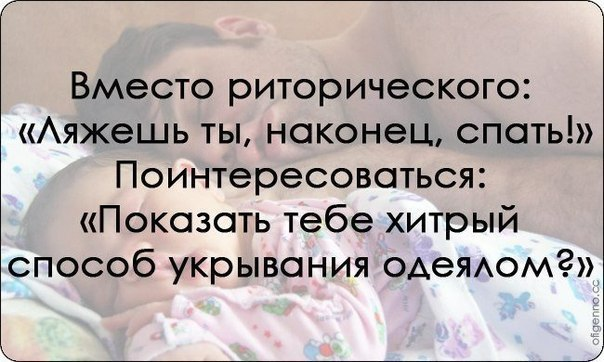 Вместо риторического:
«Ляжешь ты, наконец, спать!»
Поинтересоваться:
«Показать тебе хитрый
способ укрывания одеялом?»
ofigenno.cc